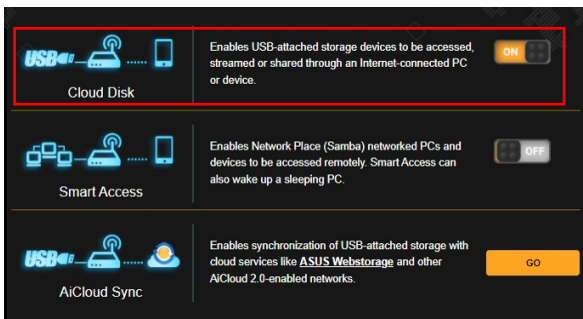 USB
Cloud Disk
Enables USB-attached storage devices to be accessed,
streamed or shared through an Internet-connected PC
or device.
ON
Smart Access
Enables Network Place (Samba) networked PCs and
devices to be accessed remotely. Smart Access can
also wake up a sleeping PC.
OFF
USB
AiCloud Sync
Enables synchronization of USB-attached storage with
cloud services like ASUS Webstorage and other
AiCloud 2.0-enabled networks.
GO